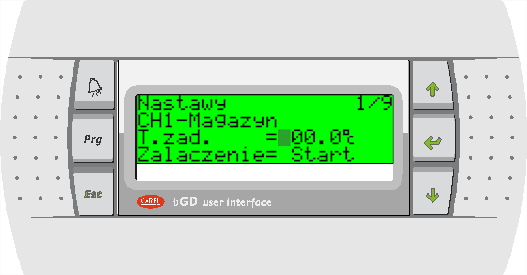 Nastawy 1/9
CH1-Magazyn
T.zad. = 00.0℃
Zalaczenie= Start
Prg
Esc
CAREL pGD user interface